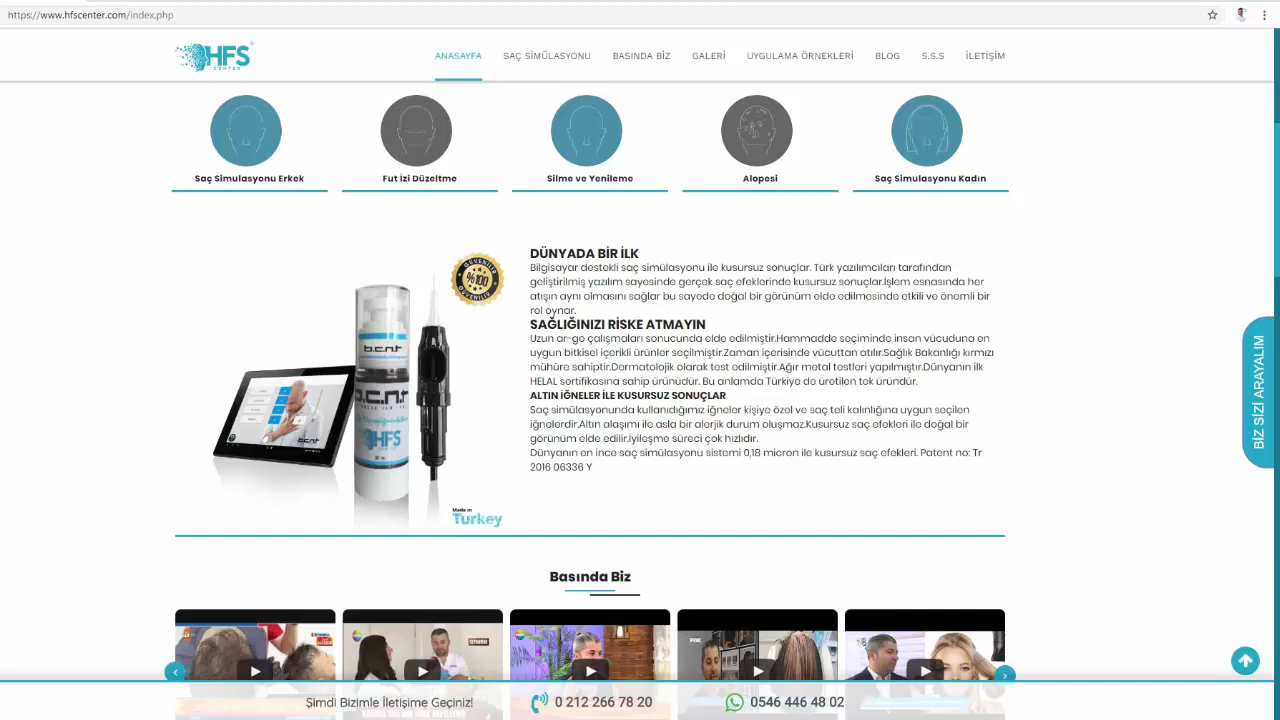 https://www.hfscenter.com/index.php
HFS
CENTER
ANASAYFA
SAÇ SİMÜLASYONU
BASINDA BİZ
GALERİ
UYGULAMA ÖRNEKLERİ
BLOG
S.S.S
İLETİŞİM
Saç Simulasyonu Erkek
Fut İzi Düzeltme
Silme ve Yenileme
Alopesi
Saç Simulasyonu Kadın
GÜVENİLİR
%100
GÜVENİLİR
b.c.n.t
b.c.n.t
HFS
CENTER
bcnt
Made in
Turkey
DÜNYADA BİR İLK
Bilgisayar destekli saç simülasyonu ile kusursuz sonuçlar. Türk yazılımcıları tarafından
geliştirilmiş yazılım sayesinde gerçek saç efeklerinde kusursuz sonuçlar.İşlem esnasında her
atışın aynı olmasını sağlar bu sayede doğal bir görünüm elde edilmesinde etkili ve önemli bir
rol oynar.
SAĞLIĞINIZI RİSKE ATMAYIN
Uzun ar-ge çalışmaları sonucunda elde edilmiştir.Hammadde seçiminde insan vücuduna en
uygun bitkisel içerikli ürünler seçilmiştir.Zaman içerisinde vücuttan atılır.Sağlık Bakanlığı kırmızı
mühüre sahiptir.Dermatolojik olarak test edilmiştir.Ağır metal testleri yapılmıştır.Dünyanın ilk
HELAL sertifikasına sahip ürünüdür. Bu anlamda Türkiye de üretilen tek üründür.
ALTIN İĞNELER İLE KUSURSUZ SONUÇLAR
Saç simülasyonunda kullanıdığımız iğneler kişiye özel ve saç teli kalınlığına uygun seçilen
iğnelerdir.Altın alaşımı ile asla bir alerjik durum oluşmaz.Kusursuz saç efekleri ile doğal bir
görünüm elde edilir.İyileşme süreci çok hızlıdır.
Dünyanın en ince saç simülasyonu sistemi 0,18 micron ile kusursuz saç efekleri. Patent no: Tr
2016 06336 Y
BİZ SİZİ ARAYALIM
Basında Biz
FOX
Şimdi Bizimle İletişime Geçiniz!
0 212 266 78 20
0546 446 48 02